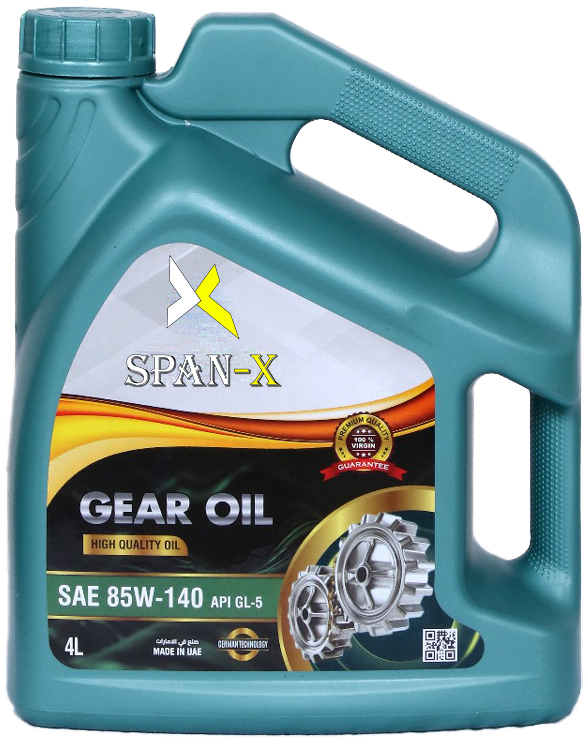 SPAN-X
PREMIUM QUALITY
100 %
VIRGIN
GUARANTEE
GEAR OIL
HIGH QUALITY OIL
SAE 85W-140 API GL-5
4L
صنع في الامارات
MADE IN UAE
GERMAN TECHNOLOGY